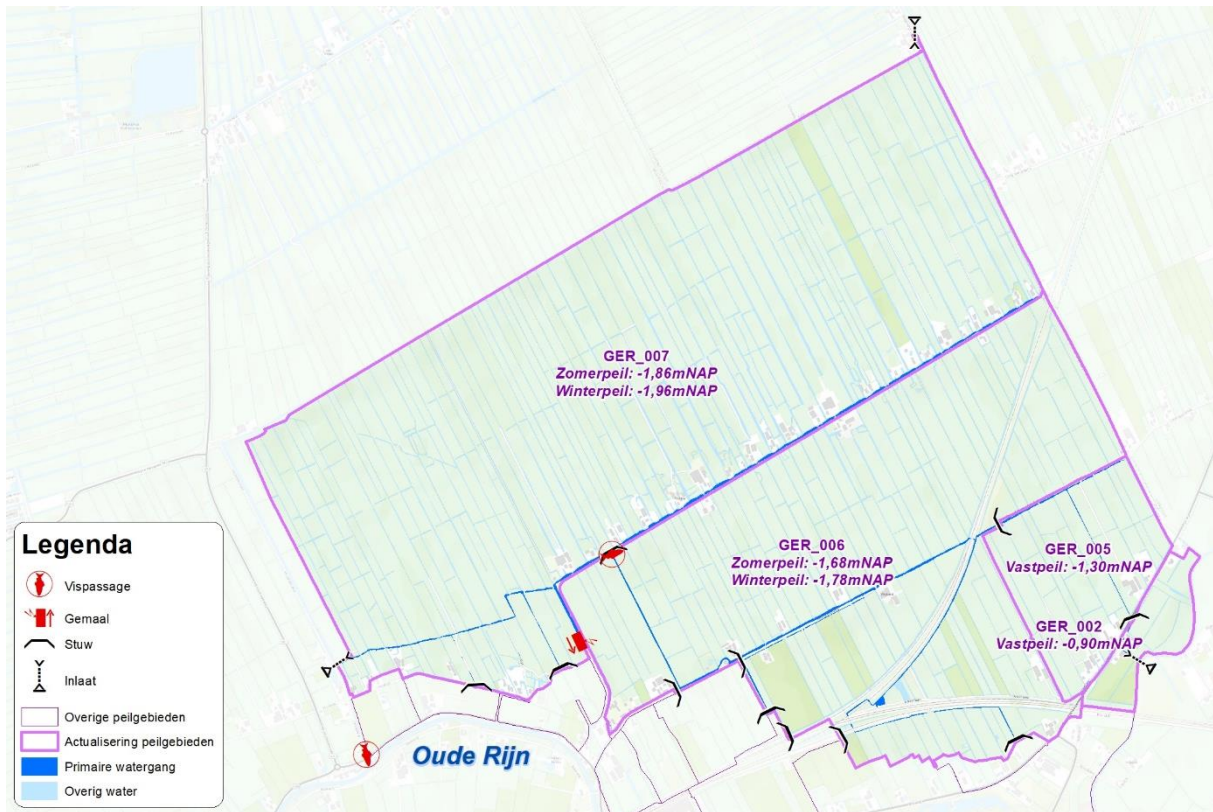 GER_007
Zomerpeil: -1,86mNAP
Winterpeil: -1,96mNAP
GER_006
Zomerpeil: -1,68mNAP
Winterpeil: -1,78mNAP
GER_005
Vastpeil: -1,30mNAP
GER_002
Vastpeil: -0,90mNAP
Oude Rijn
Legenda
Vispassage
Gemaal
Stuw
Inlaat
Overige peilgebieden
Actualisering peilgebieden
Primaire watergang
Overig water